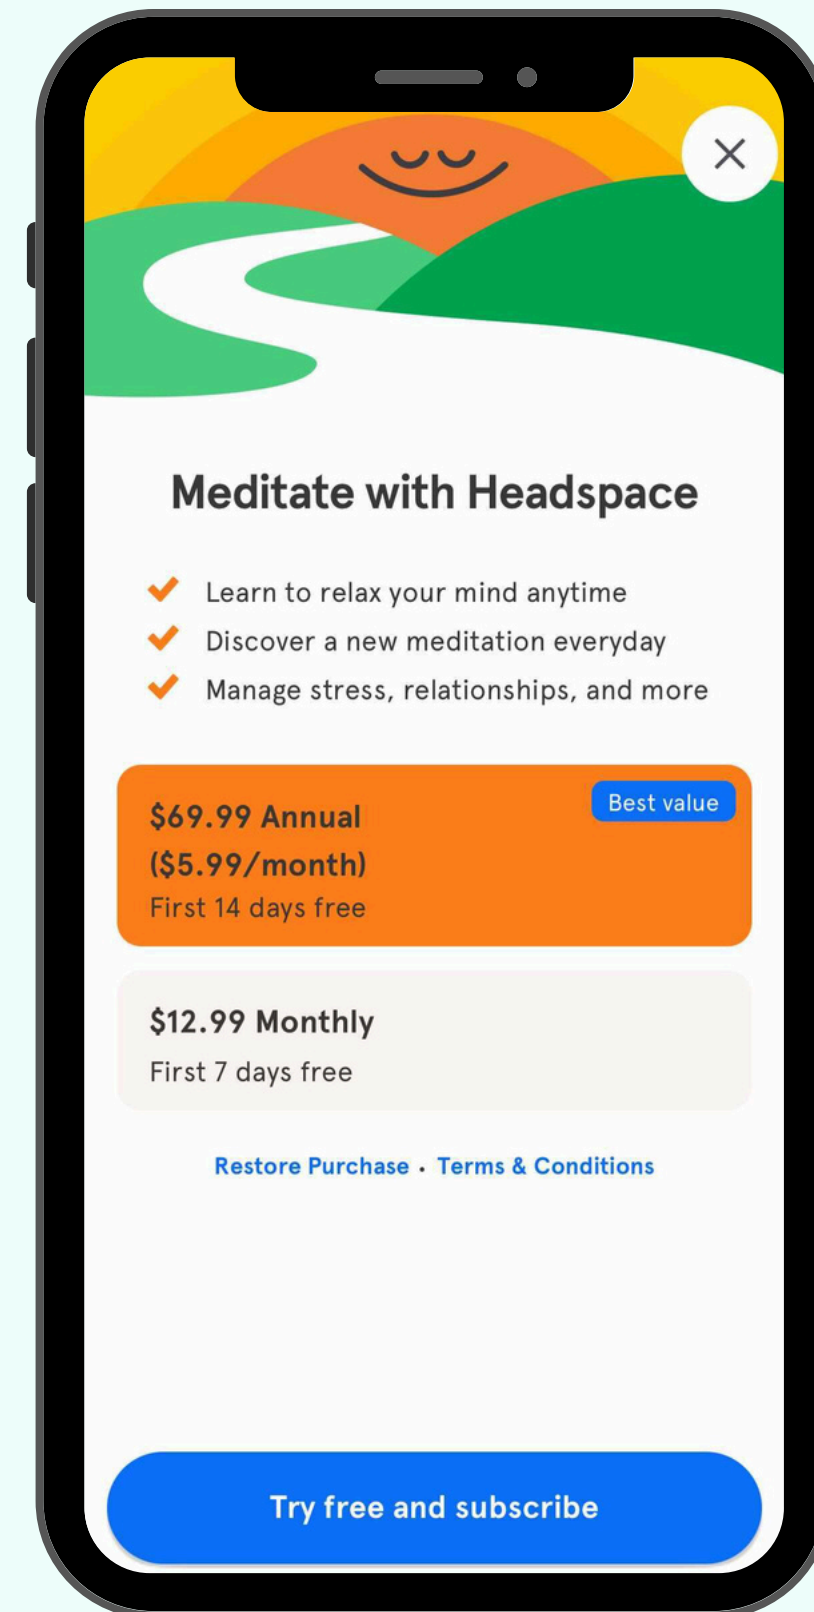 Meditate with Headspace
Learn to relax your mind anytime
Discover a new meditation everyday
Manage stress, relationships, and more
Best value
$69.99 Annual
($5.99/month)
First 14 days free
$12.99 Monthly
First 7 days free
Restore Purchase • Terms & Conditions
Try free and subscribe